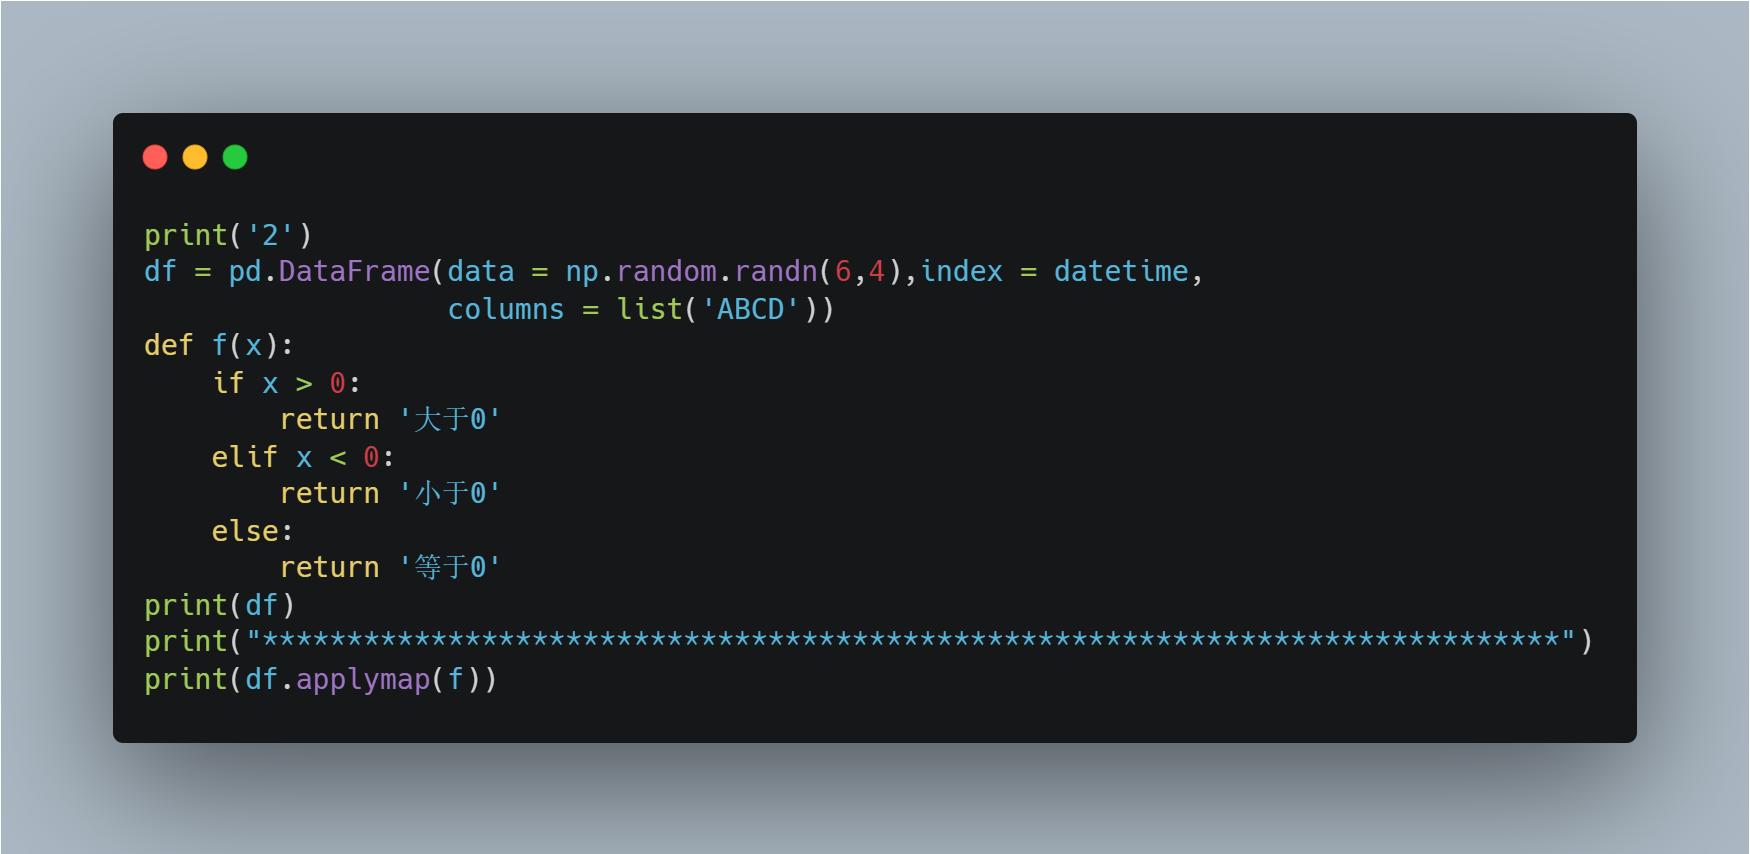 print('2')
df = pd.DataFrame(data = np.random.randn(6,4),index = datetime,
                  columns = list('ABCD'))
def f(x):
    if x > 0:
        return '大于0'
    elif x < 0:
        return '小于0'
    else:
        return '等于0'
print(df)
print("*****************************************************************************")
print(df.applymap(f))